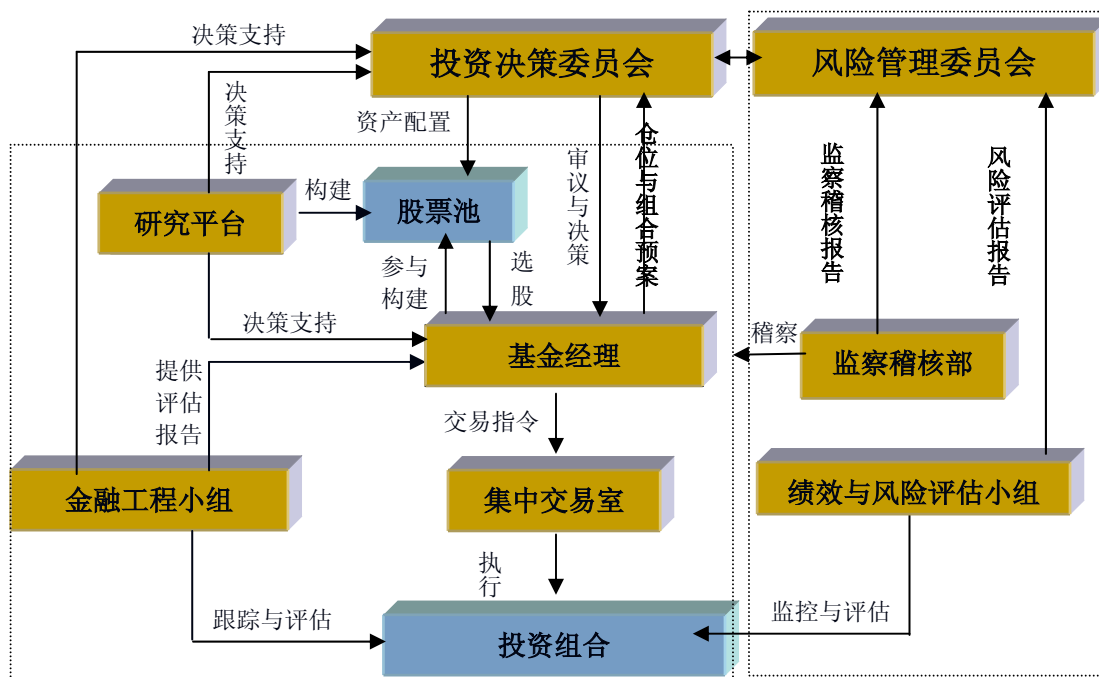 决策支持
投资决策委员会
风险管理委员会
决策支持
资产配置
审议与决策
仓位与组合预案
监察稽核报告
风险评估报告
研究平台
构建
股票池
参与
构建
选
股
决策支持
基金经理
稽察
监察稽核部
提供
评估
报告
交易指令
金融工程小组
集中交易室
绩效与风险评估小组
执
行
跟踪与评估
投资组合
监控与评估